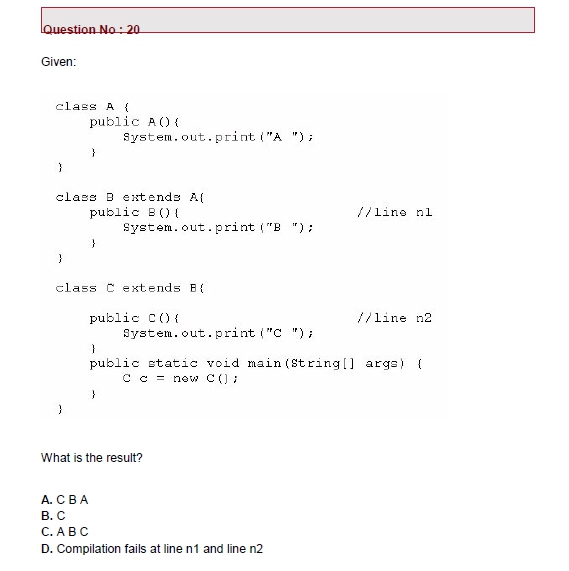 Question No : 20
Given:
class A {
public A(){
System.out.print("A ");
}
}
class B extends A{
public B(){ //line n1
System.out.print("B ");
}
}
class C extends B{
public C(){ //line n2
System.out.print("C ");
}
public static void main(String[] args) {
C c = new C();
}
}
What is the result?
A. C B A
B. C
C. A B C
D. Compilation fails at line n1 and line n2